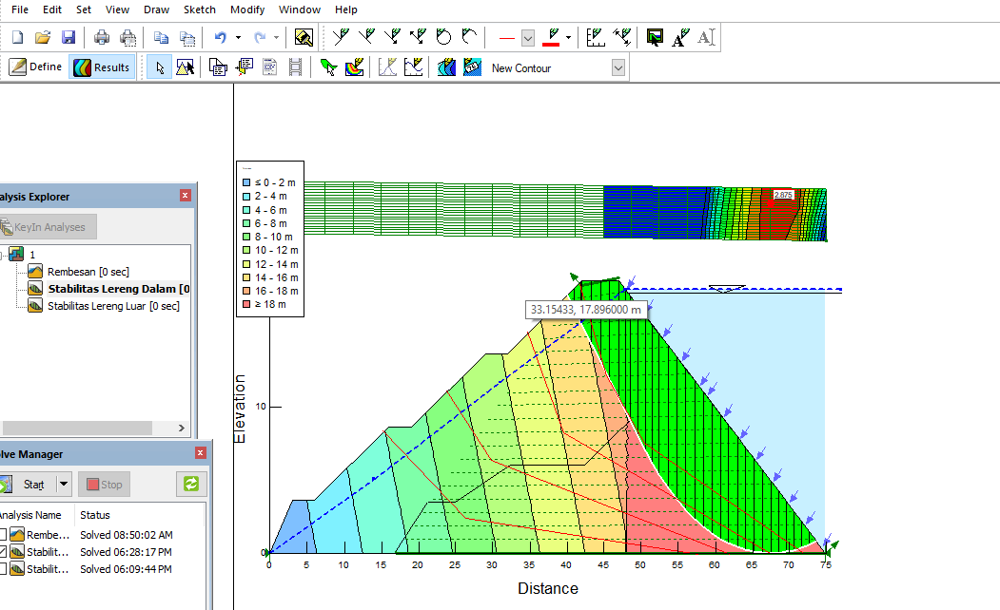 File Edit Set View Draw Sketch Modify Window Help
Define Results New Contour
≤ 0 - 2 m
2 - 4 m
4 - 6 m
6 - 8 m
8 - 10 m
10 - 12 m
12 - 14 m
14 - 16 m
16 - 18 m
≥ 18 m
2.875
alysis Explorer
KeyIn Analyses
1
Rembesan [0 sec]
Stabilitas Lereng Dalam [0
Stabilitas Lereng Luar [0 sec]
33.15433, 17.896000 m
10
0
Elevation
0 5 10 15 20 25 30 35 40 45 50 55 60 65 70 75
Distance
olve Manager
Start Stop
Analysis Name Status
Rembe... Solved 08:50:02 AM
Stabilit... Solved 06:28:17 PM
Stabilit... Solved 06:09:44 PM